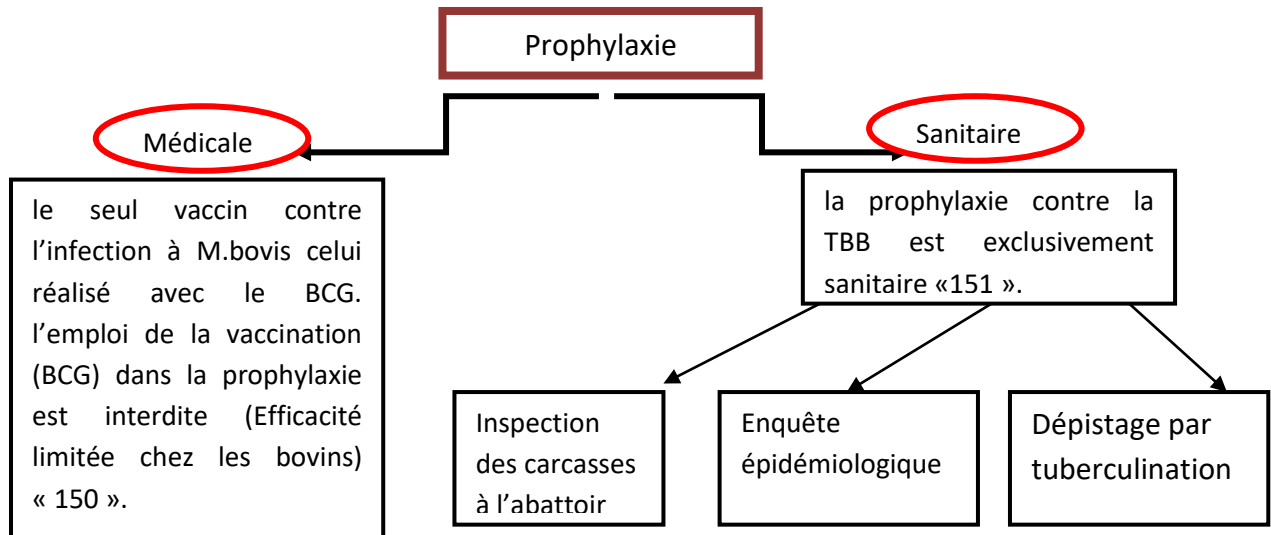 Prophylaxie
Médicale
Sanitaire
le seul vaccin contre
l’infection à M.bovis celui
réalisé avec le BCG.
l’emploi de la vaccination
(BCG) dans la prophylaxie
est interdite (Efficacité
limitée chez les bovins)
« 150 ».
la prophylaxie contre la
TBB est exclusivement
sanitaire «151 ».
Inspection
des carcasses
à l’abattoir
Enquête
épidémiologique
Dépistage par
tuberculination